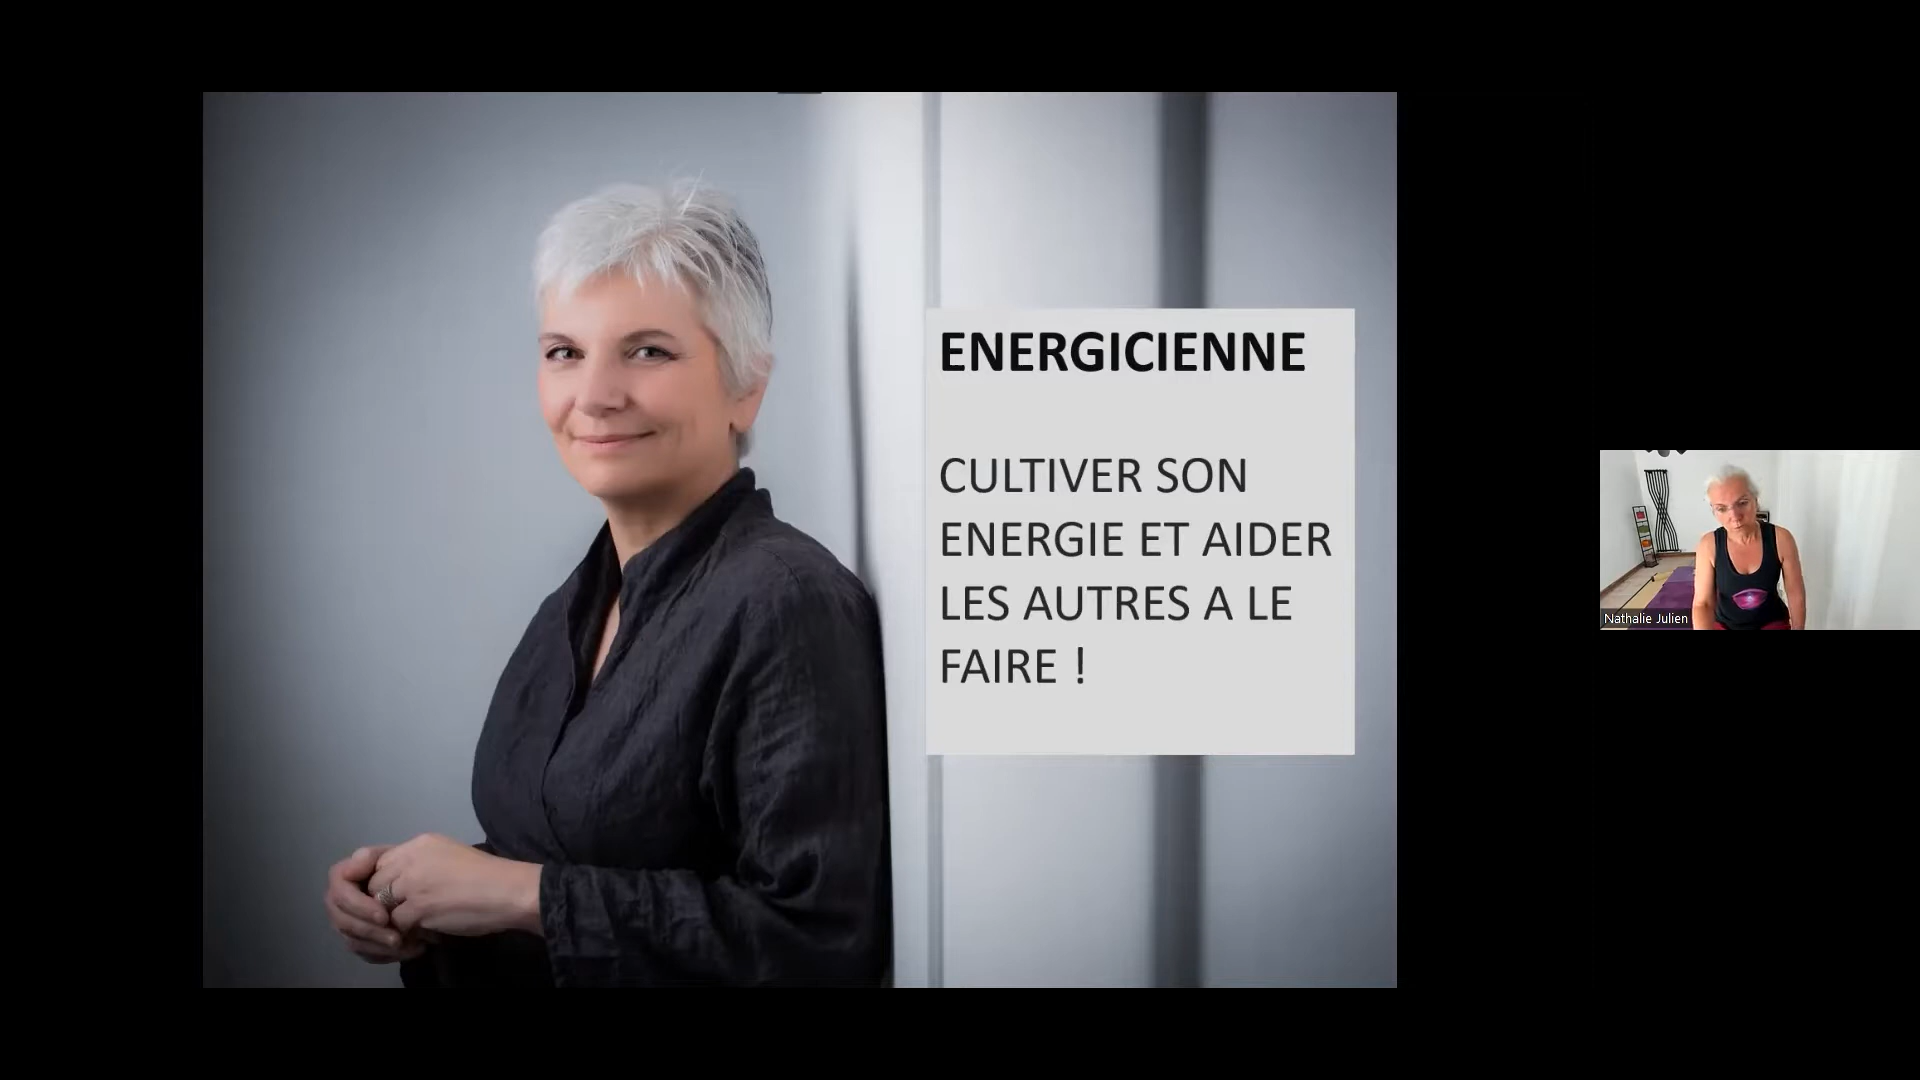 ENERGICIENNE
CULTIVER SON
ENERGIE ET AIDER
LES AUTRES A LE
FAIRE !
Nathalie Julien